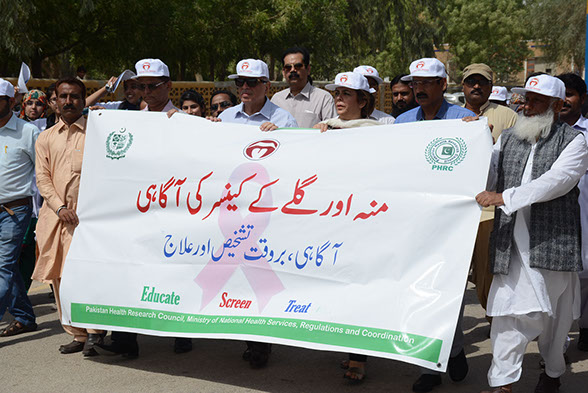 PHRC
منہ اور گلے کے کینسر کی آگاہی
آگاہی، بروقت تشخیص اور علاج
Educate Screen Treat
Pakistan Health Research Council, Ministry of National Health Services, Regulations and Coordination